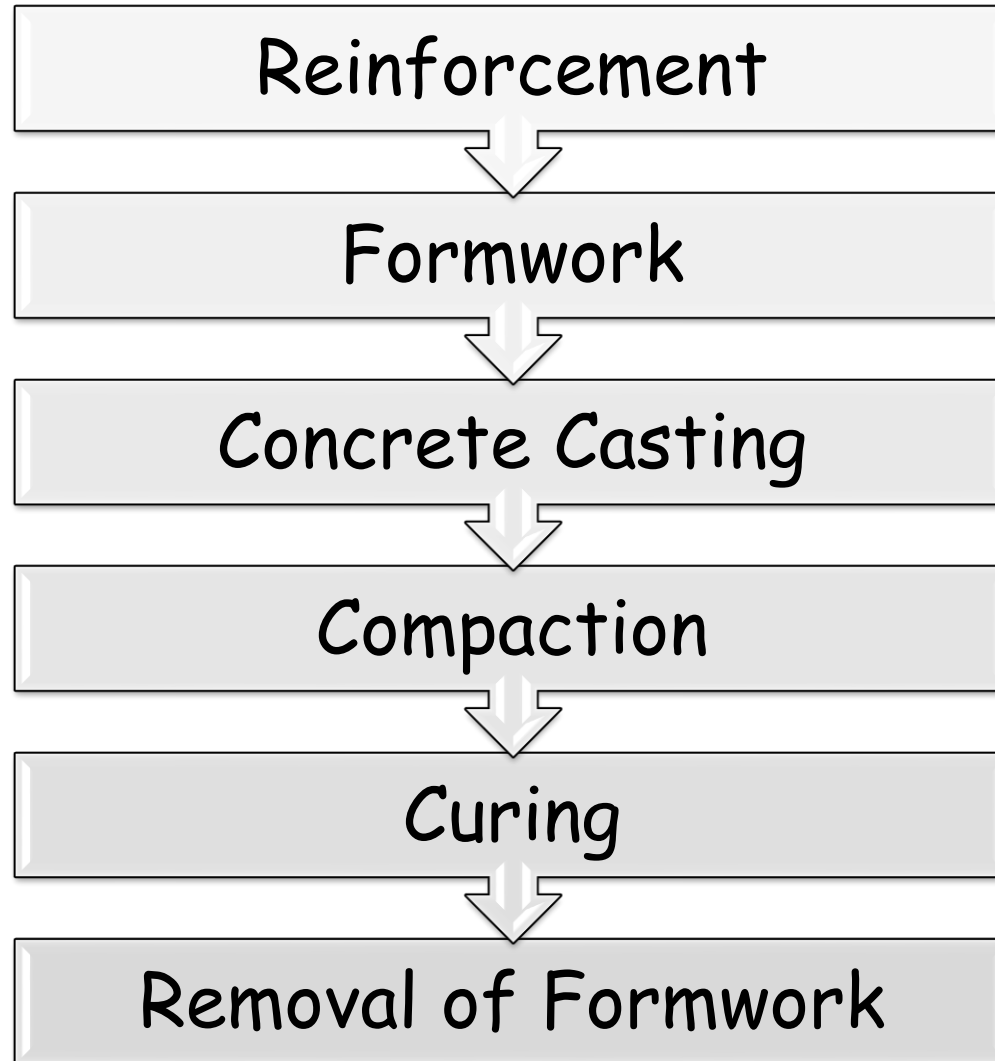 Reinforcement
Formwork
Concrete Casting
Compaction
Curing
Removal of Formwork